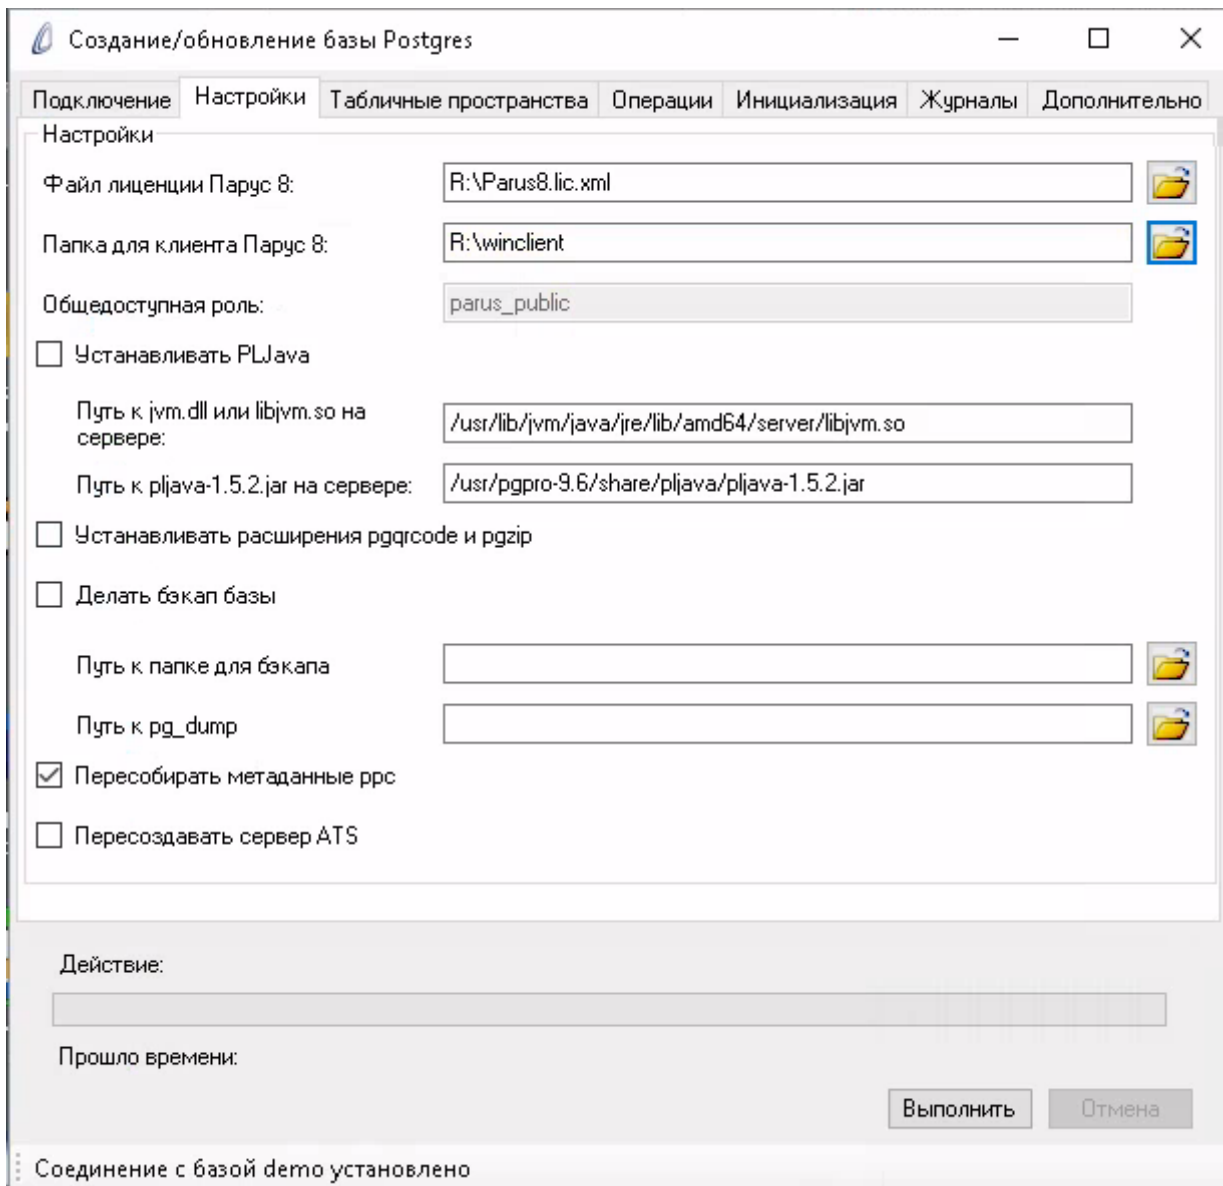 Создание/обновление базы Postgres
Подключение Настройки Табличные пространства Операции Инициализация Журналы Дополнительно
Настройки
Файл лиценции Парус 8: R:\Parus8.lic.xml
Папка для клиента Парус 8: R:\winclient
Общедоступная роль: parus_public
Устанавливать PLJava
Путь к jvm.dll или libjvm.so на
сервере: /usr/lib/jvm/java/jre/lib/amd64/server/libjvm.so
Путь к pljava-1.5.2.jar на сервере: /usr/pgpro-9.6/share/pljava/pljava-1.5.2.jar
Устанавливать расширения pgqrcode и pgzip
Делать бэкап базы
Путь к папке для бэкапа
Путь к pg_dump
Пересобирать метаданные ppc
Пересоздавать сервер ATS
Действие:
Прошло времени:
Выполнить Отмена
Соединение с базой demo установлено